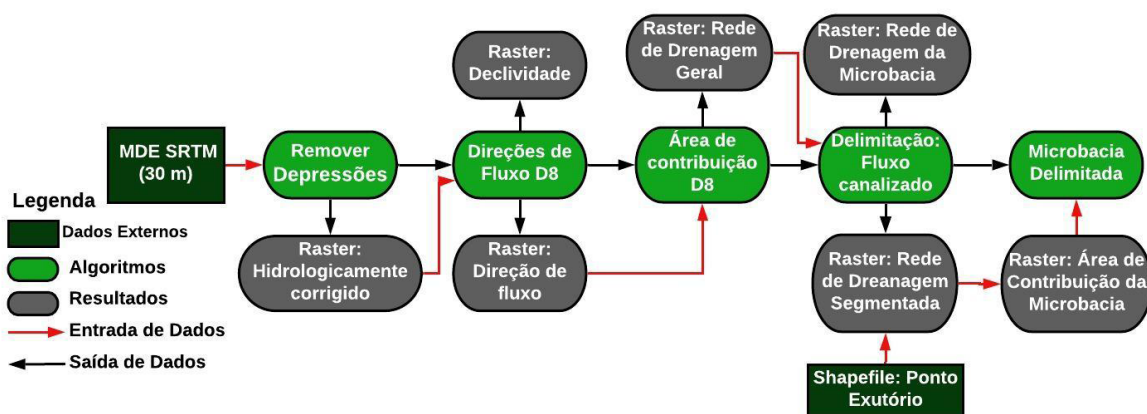 Raster:
Declividade
Raster: Rede
de Drenagem
Geral
Raster: Rede de
Drenagem da
Microbacia
MDE SRTM
(30 m)
Remover
Depressões
Direções de
Fluxo D8
Área de
contribuição
D8
Delimitação:
Fluxo
canalizado
Microbacia
Delimitada
Legenda
Dados Externos
Algoritmos
Resultados
Entrada de Dados
Saída de Dados
Raster:
Hidrologicamente
corrigido
Raster:
Direção de
fluxo
Raster: Rede
de Dreanagem
Segmentada
Raster: Área de
Contribuição da
Microbacia
Shapefile: Ponto
Exutório